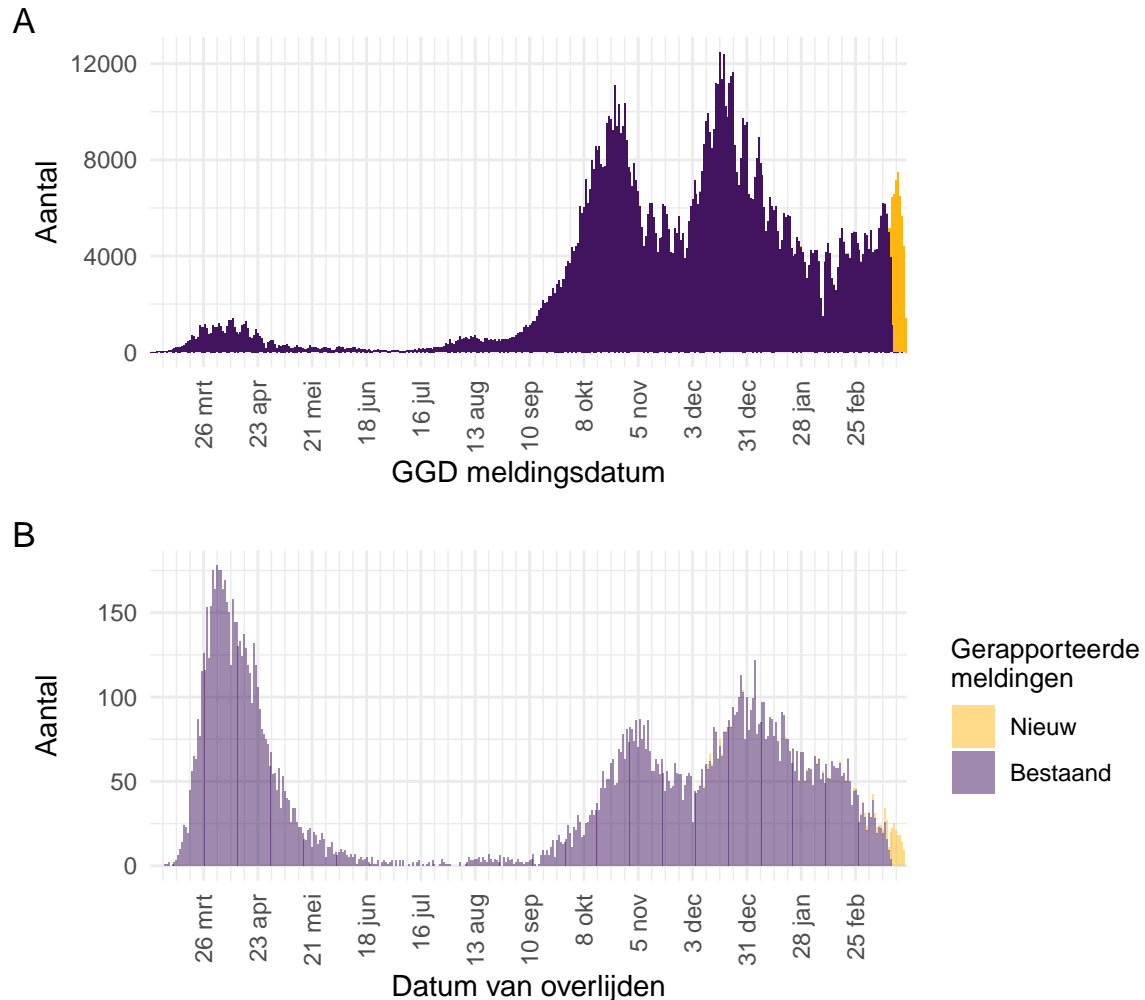 A
12000
8000
4000
0
Aantal
26 mrt
23 apr
21 mei
18 jun
16 jul
13 aug
10 sep
8 okt
5 nov
3 dec
31 dec
28 jan
25 feb
GGD meldingsdatum
B
150
100
50
0
Aantal
26 mrt
23 apr
21 mei
18 jun
16 jul
13 aug
10 sep
8 okt
5 nov
3 dec
31 dec
28 jan
25 feb
Datum van overlijden
Gerapporteerde
meldingen
Nieuw
Bestaand